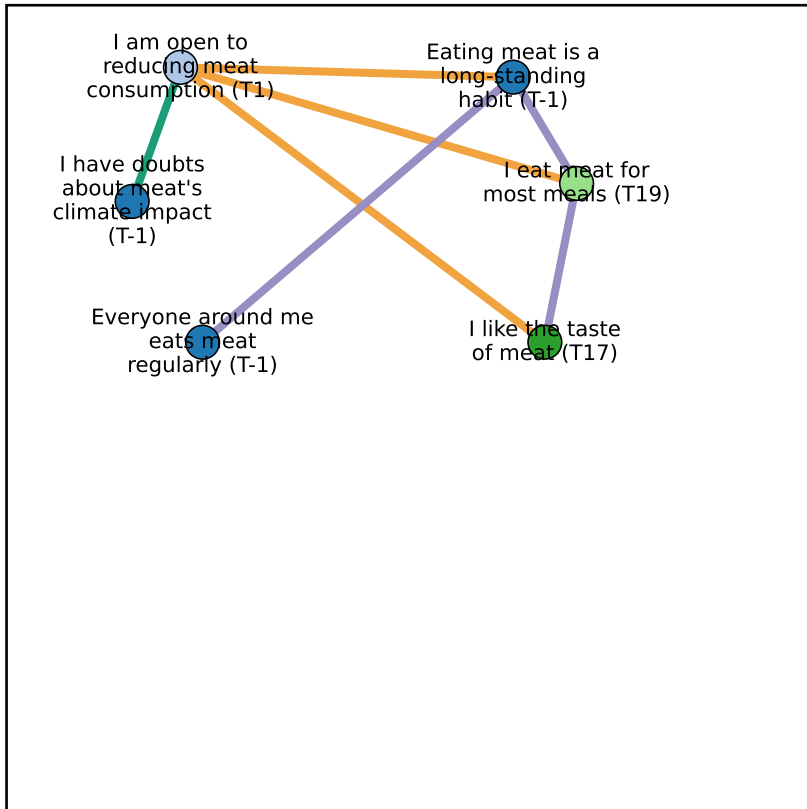 I am open to
reducing meat
consumption (T1)
Eating meat is a
long-standing
habit (T-1)
I have doubts
about meat's
climate impact
(T-1)
I eat meat for
most meals (T19)
Everyone around me
eats meat
regularly (T-1)
I like the taste
of meat (T17)